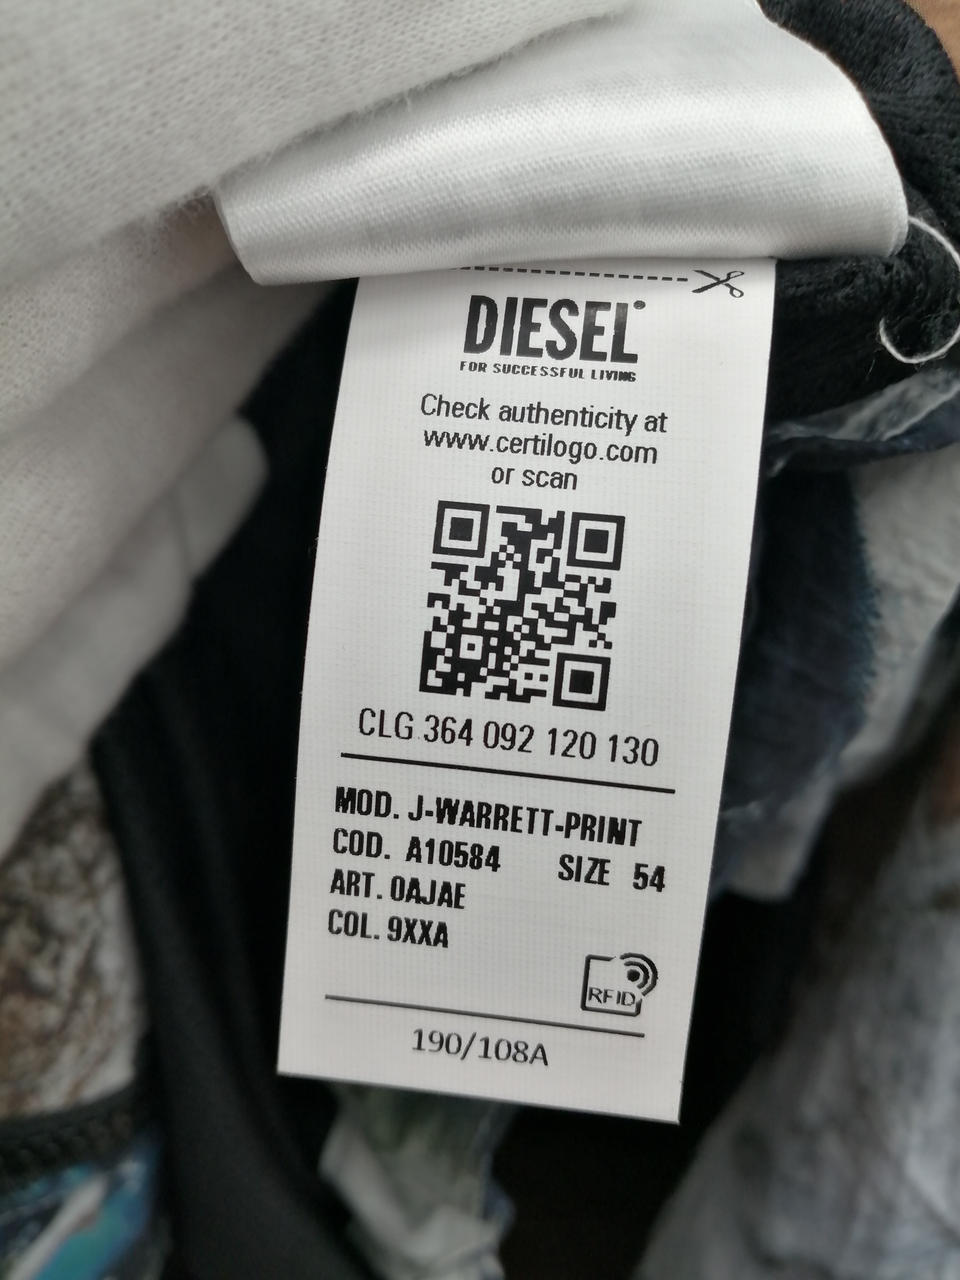 DIESEL
FOR SUCCESSFUL LIVING
Check authenticity at
www.certilogo.com
or scan
CLG 364 092 120 130
MOD. J-WARRETT-PRINT
COD. A10584 SIZE 54
ART. 0AJAE
COL. 9XXA
RFID
190/108A